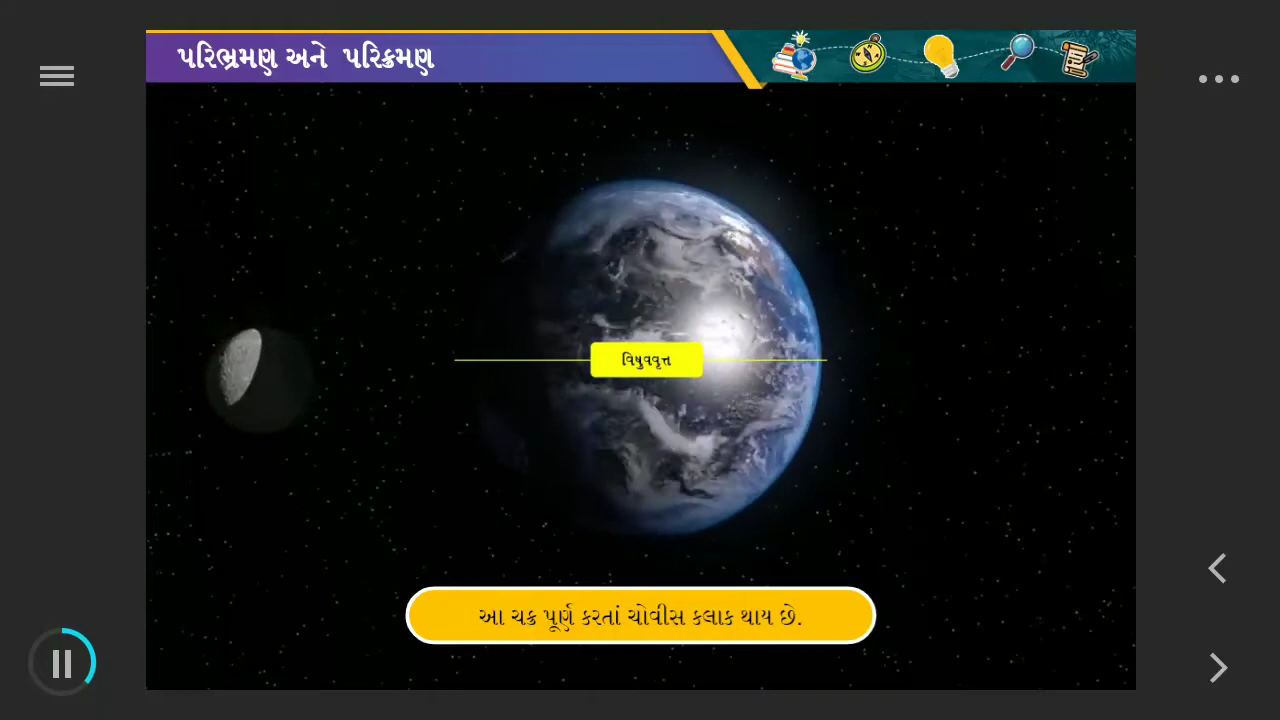 પરિભ્રમણ અને પરિક્રમણ
વિષુવવૃત્ત
આ ચક્ર પૂર્ણ કરતાં ચોવીસ કલાક થાય છે.